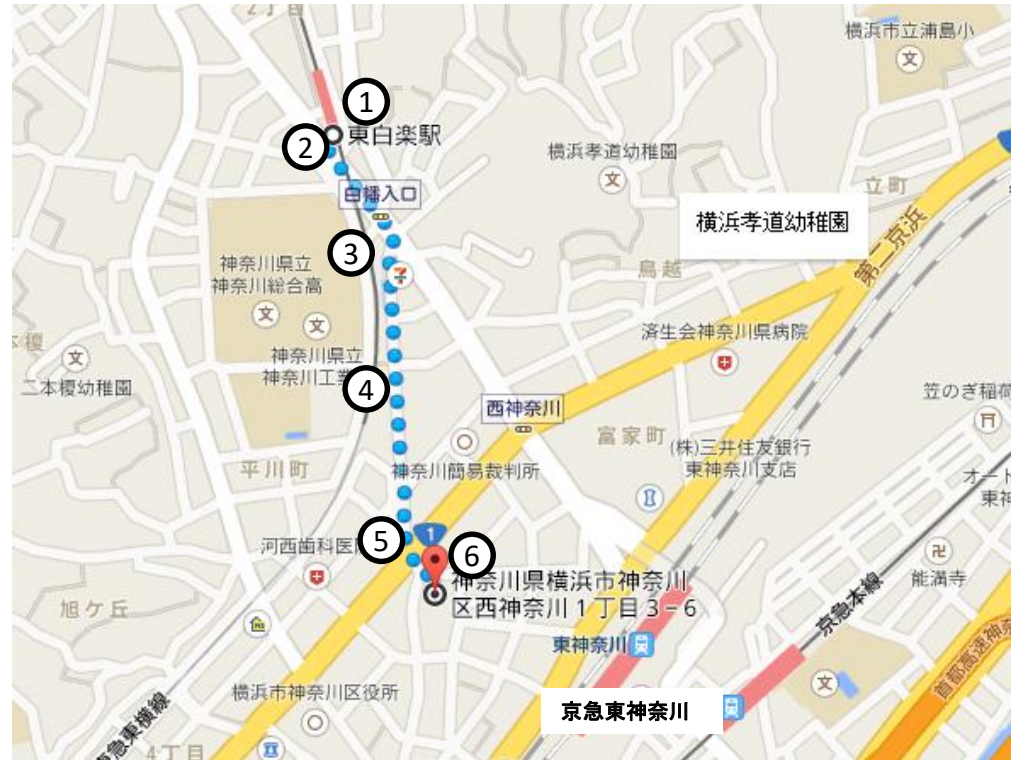 2丁目
横浜市立浦島小
文
①
東白楽駅
②
横浜孝道幼稚園
文
立町
白幡入口
横浜孝道幼稚園
第二京浜
③
神奈川県立
神奈川総合高
文
文
鳥越
済生会神奈川県病院
神奈川県立
神奈川工業
文
二本榎幼稚園
④
西神奈川
笠のぎ稲荷
富家町
(株)三井住友銀行
東神奈川支店
平川町
神奈川簡易裁判所
オート
東神
⑤
1
⑥
河西歯科医
卍
能満寺
神奈川県横浜市神奈川
区西神奈川1丁目3-6
旭ケ丘
東神奈川
京急本線
文
首都高速神奈
横浜市神奈川区役所
京急東神奈川
急東横線
4丁目